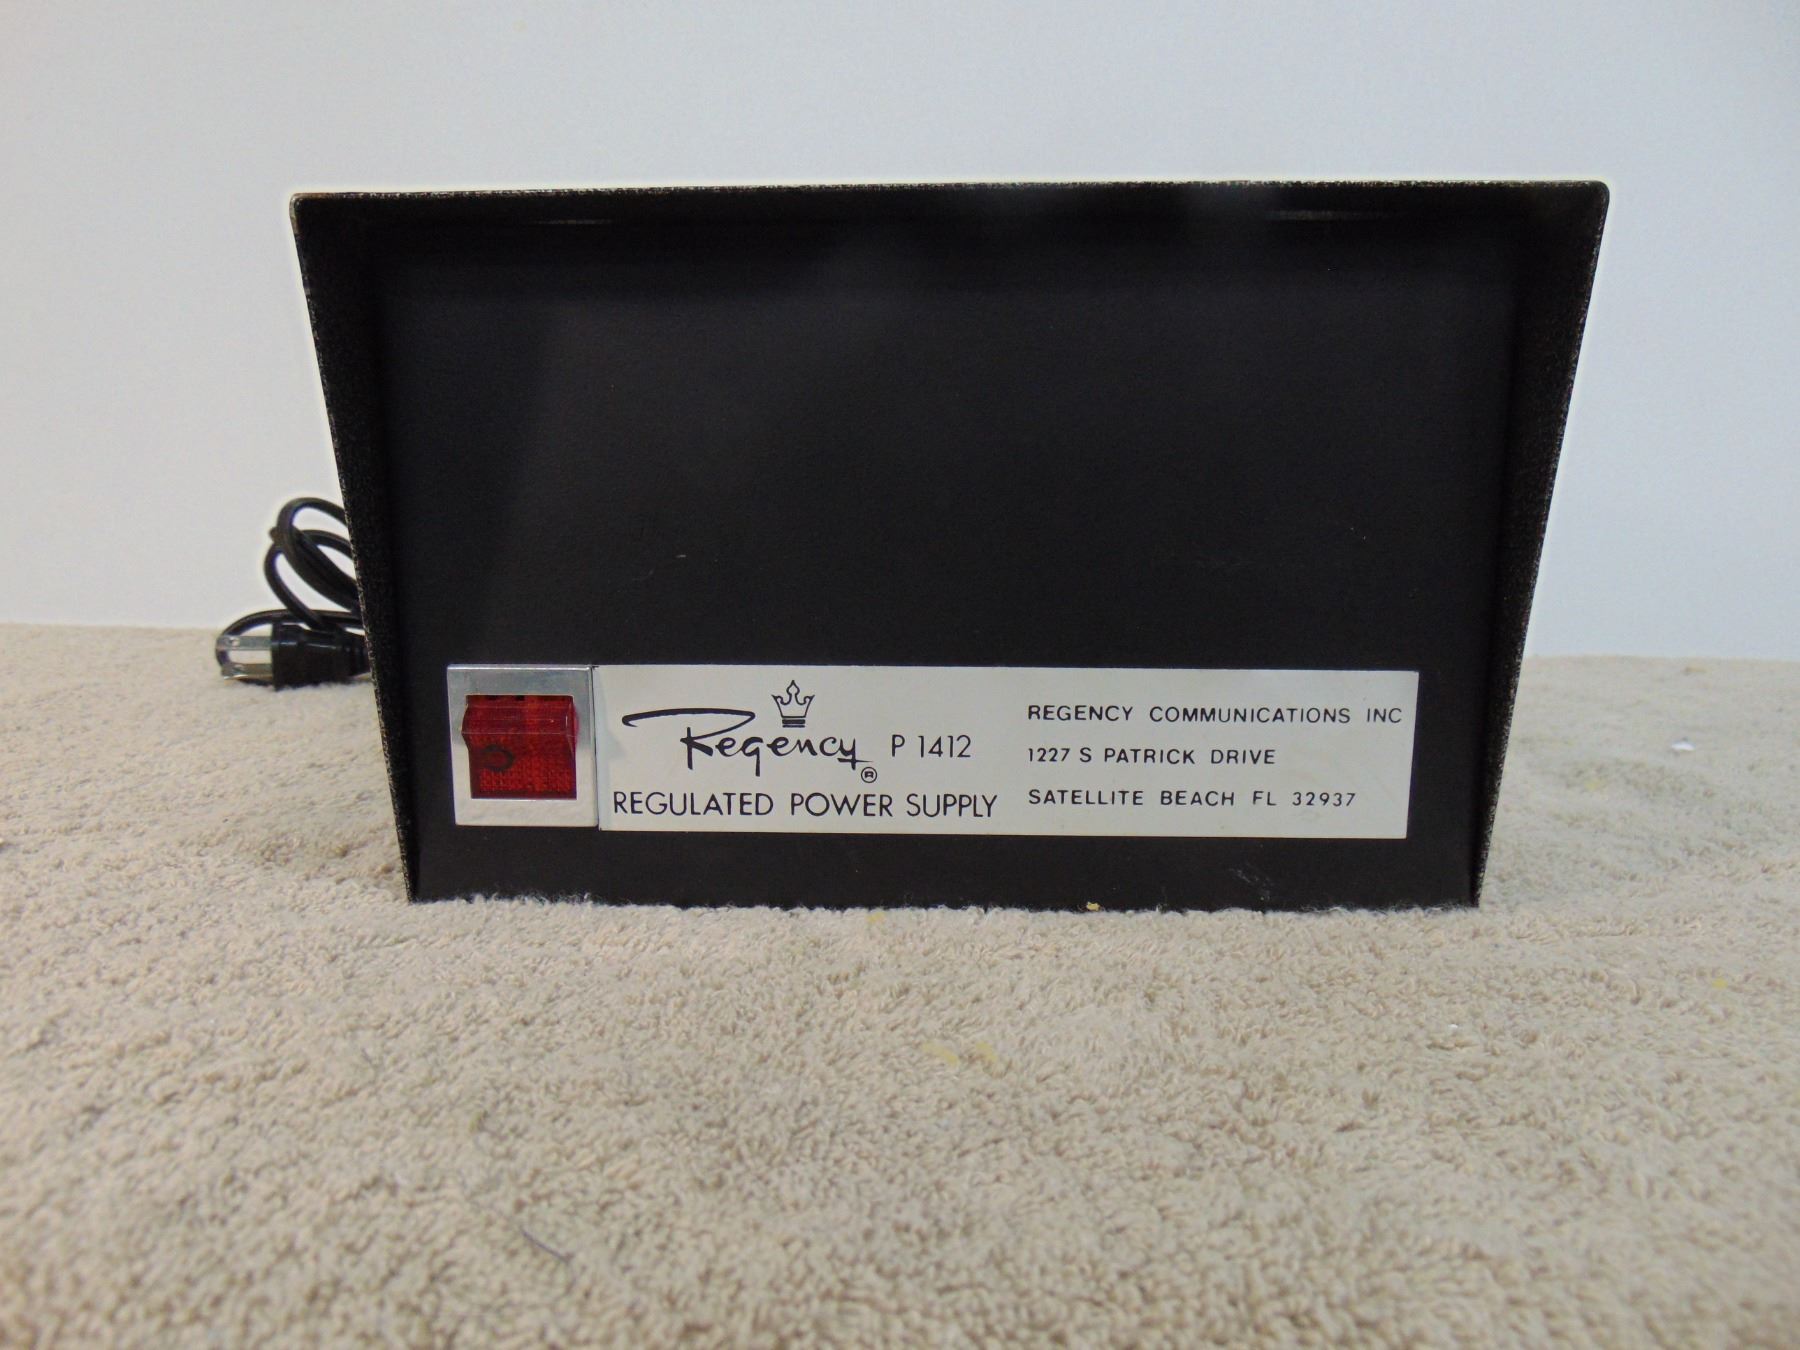 Regency ® P 1412
REGULATED POWER SUPPLY
REGENCY COMMUNICATIONS INC
1227 S PATRICK DRIVE
SATELLITE BEACH FL 32937